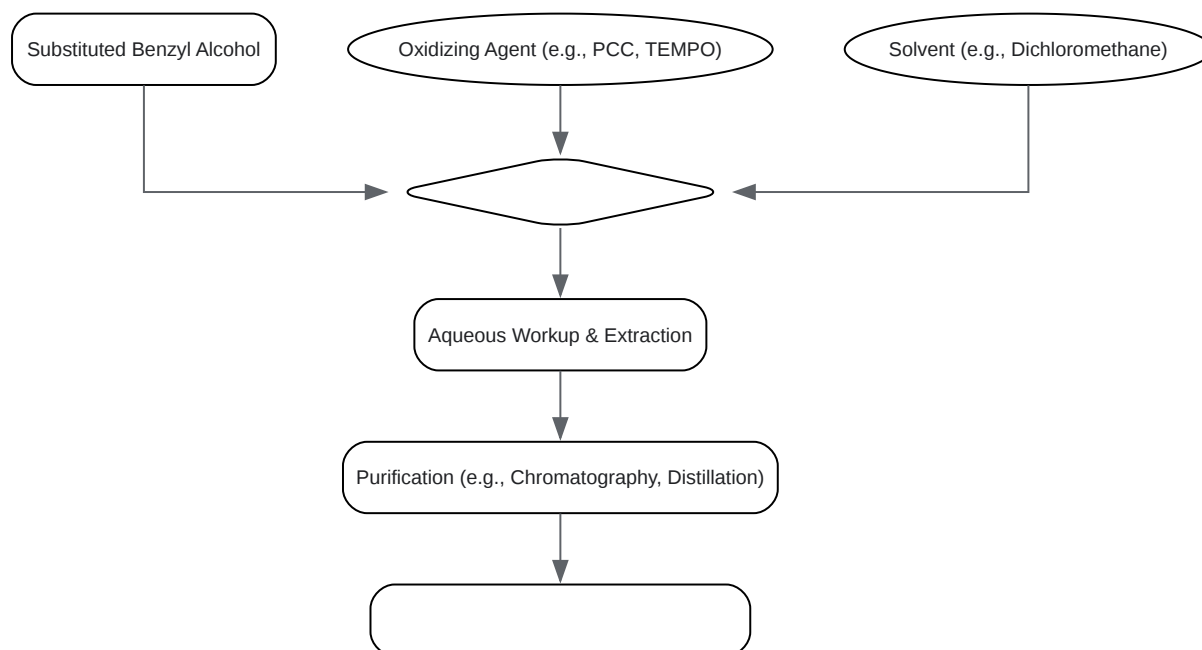 Substituted Benzyl Alcohol
Oxidizing Agent (e.g., PCC, TEMPO)
Solvent (e.g., Dichloromethane)
Aqueous Workup & Extraction
Purification (e.g., Chromatography, Distillation)